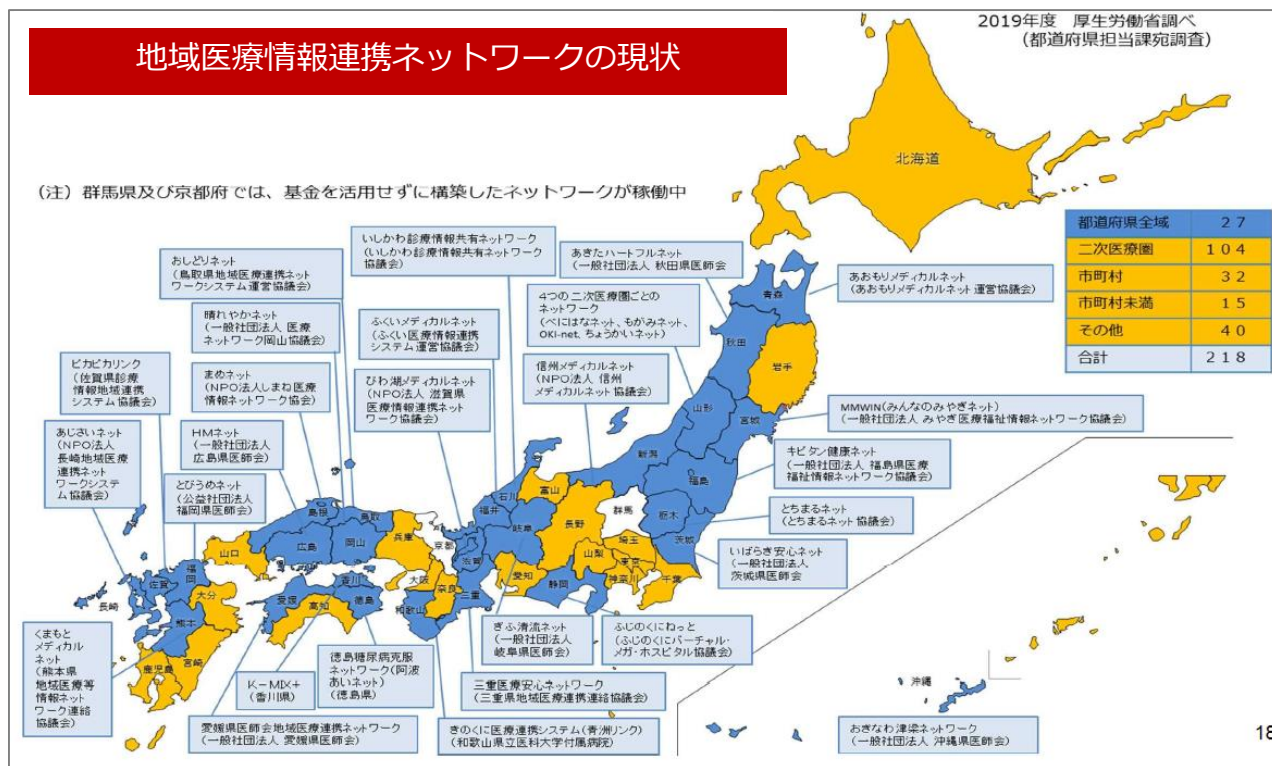 2019年度　厚生労働省調べ
(都道府県担当課宛調査)
地域医療情報連携ネットワークの現状
（注）群馬県及び京都府では、基金を活用せずに構築したネットワークが稼働中
北海道
都道府県全域 27
二次医療圏 104
市町村 32
市町村未満 15
その他 40
合計 218
いしかわ診療情報共有ネットワーク
(いしかわ診療情報共有ネットワーク
協議会)
あきたハートフルネット
(一般社団法人 秋田県医師会
おしどりネット
(鳥取県地域医療連携ネット
ワークシステム運営協議会)
あおもりメディカルネット
(あおもりメディカルネット運営協議会)
4つの二次医療圏ごとの
ネットワーク
(べにはなネット、もがみネット、
OKI-net、ちょうかいネット)
晴れやかネット
(一般社団法人 医療
ネットワーク岡山協議会)
ふくいメディカルネット
(ふくい医療情報連携
システム運営協議会)
ピカピカリンク
(佐賀県診療
情報地域連携
システム協議会)
まめネット
(NPO法人しまね医療
情報ネットワーク協会)
びわ湖メディカルネット
(NPO法人 滋賀県
医療情報連携ネット
ワーク協議会)
信州メディカルネット
(NPO法人 信州
メディカルネット協議会)
MMWIN(みんなのみやぎネット)
(一般社団法人 みやぎ医療福祉情報ネットワーク協議会)
あじさいネット
(NPO法人
長崎地域医療
連携ネット
ワークシステ
ム協議会)
HMネット
(一般社団法人
広島県医師会)
キビタン健康ネット
(一般社団法人 福島県医療
福祉情報ネットワーク協議会)
とびうめネット
(公益社団法人
福岡県医師会)
とちまるネット
(とちまるネット協議会)
いばらき安心ネット
(一般社団法人
茨城県医師会
青森
秋田
岩手
山形
宮城
新潟
福島
石川
富山
群馬
栃木
福井
岐阜
長野
茨城
島根
鳥取
京都
滋賀
埼玉
山梨
東京
広島
岡山
兵庫
神奈川
千葉
山口
大阪
奈良
愛知
静岡
三重
福岡
佐賀
大分
香川
愛媛
高知
徳島
和歌山
長崎
熊本
宮崎
鹿児島
沖縄
くまもと
メディカル
ネット
(熊本県
地域医療等
情報ネット
ワーク連絡
協議会)
K－MIX＋
(香川県)
徳島糖尿病克服
ネットワーク(阿波
あいネット)
(徳島県)
ぎふ清流ネット
(一般社団法人
岐阜県医師会)
ふじのくにねっと
(ふじのくにバーチャル・
メガ・ホスピタル協議会)
三重医療安心ネットワーク
(三重県地域医療連携連絡協議会)
愛媛県医師会地域医療連携ネットワーク
(一般社団法人 愛媛県医師会)
きのくに医療連携システム(青洲リンク)
(和歌山県立医科大学付属病院)
おきなわ津梁ネットワーク
(一般社団法人 沖縄県医師会)
18